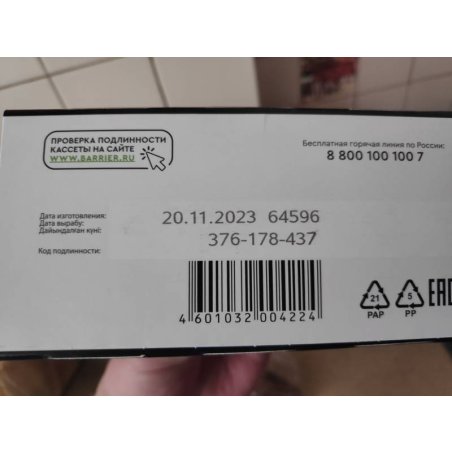 ПРОВЕРКА ПОДЛИННОСТИ
КАССЕТЫ НА САЙТЕ
WWW.BARRIER.RU
Бесплатная горячая линия по России:
8 800 100 100 7
Дата изготовления:
Дата вырабу:
Дайындалған күні:
20.11.2023 64596
Код подлинности:
376-178-437
4 601032 004224
21
PAP
5
PP
EAC